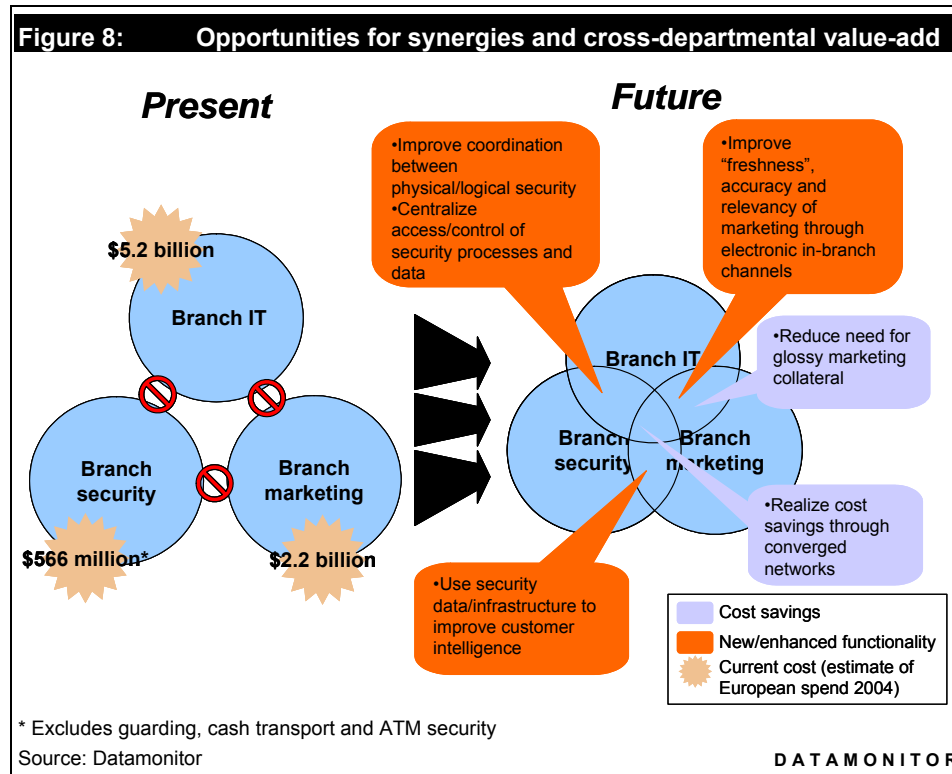 Figure 8: Opportunities for synergies and cross-departmental value-add
Present
$5.2 billion
Branch IT
Branch
security
Branch
marketing
$566 million*
$2.2 billion
Future
•Improve coordination
between
physical/logical security
•Centralize
access/control of
security processes and
data
•Improve
“freshness”,
accuracy and
relevancy of
marketing through
electronic in-branch
channels
•Reduce need for
glossy marketing
collateral
Branch IT
Branch
security
Branch
marketing
•Realize cost
savings through
converged
networks
•Use security
data/infrastructure to
improve customer
intelligence
Cost savings
New/enhanced functionality
Current cost (estimate of
European spend 2004)
* Excludes guarding, cash transport and ATM security
Source: Datamonitor
DATAMONITOR